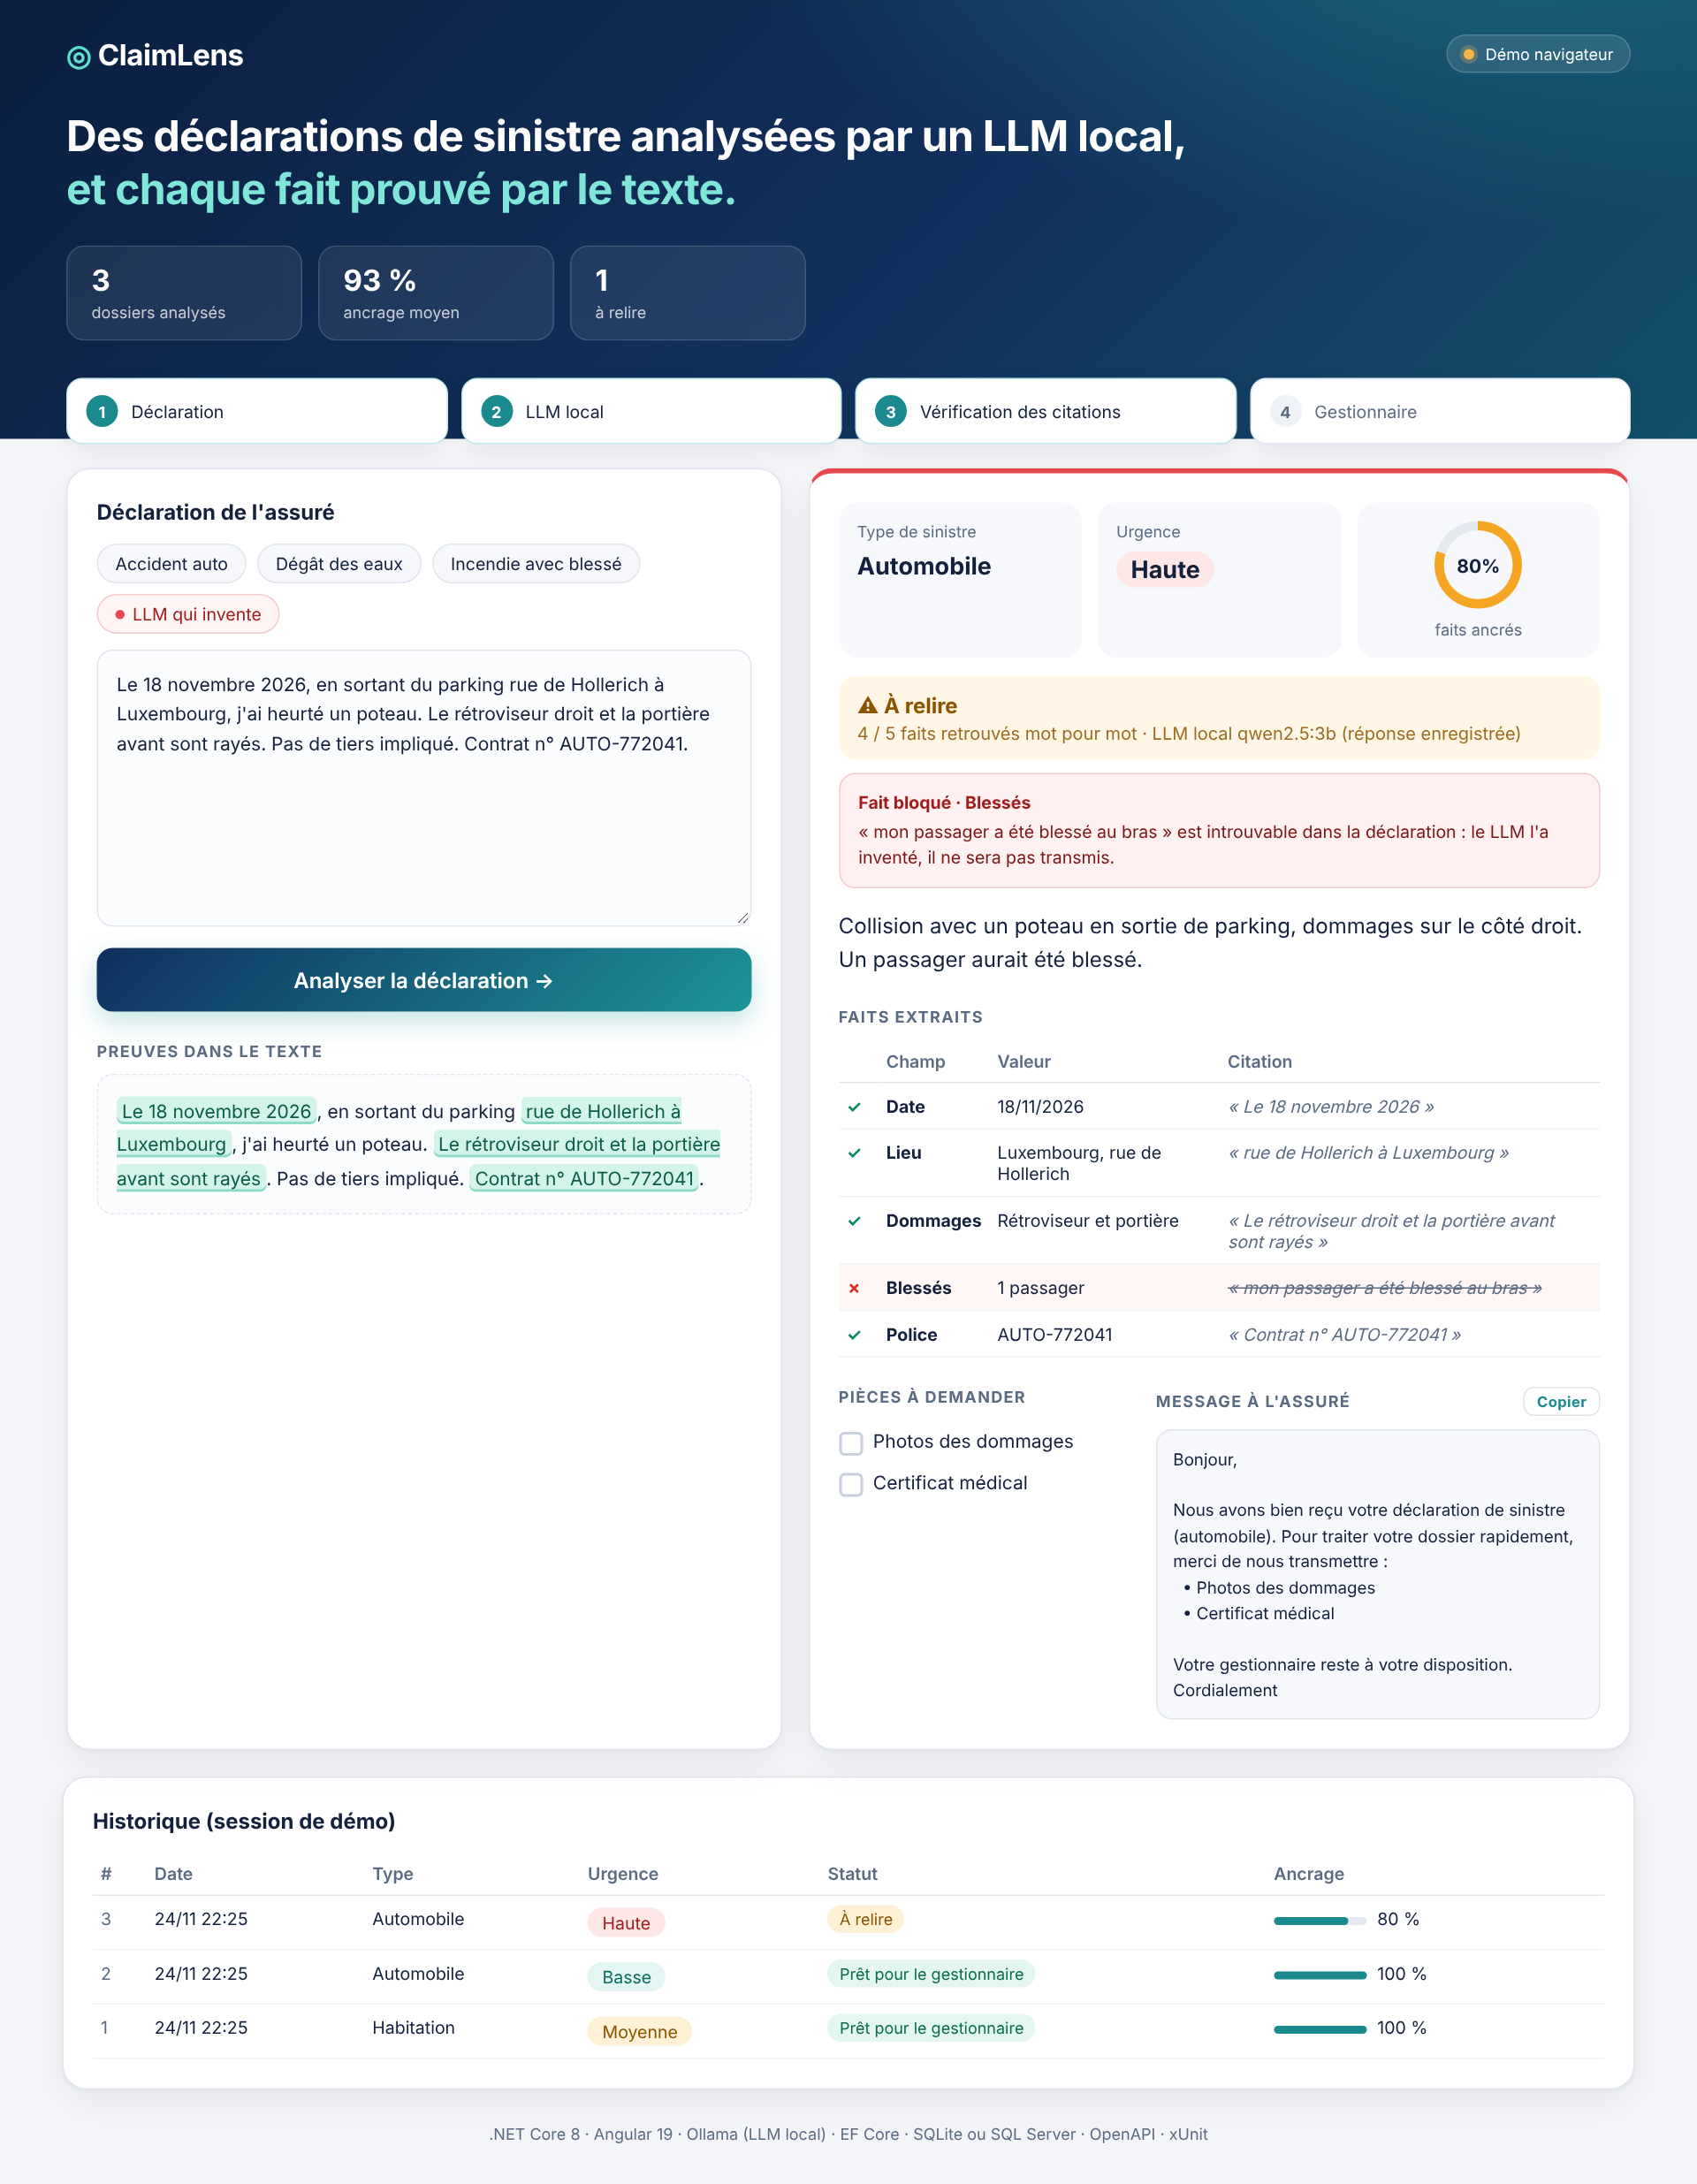 ◎ ClaimLens
Démo navigateur
Des déclarations de sinistre analysées par un LLM local,
et chaque fait prouvé par le texte.
3
dossiers analysés
93 %
ancrage moyen
1
à relire
1 Déclaration
2 LLM local
3 Vérification des citations
4 Gestionnaire
Déclaration de l'assuré
Accident auto
Dégât des eaux
Incendie avec blessé
LLM qui invente
Le 18 novembre 2026, en sortant du parking rue de Hollerich à
Luxembourg, j'ai heurté un poteau. Le rétroviseur droit et la portière
avant sont rayés. Pas de tiers impliqué. Contrat n° AUTO-772041.
Analyser la déclaration →
PREUVES DANS LE TEXTE
Le 18 novembre 2026, en sortant du parking rue de Hollerich à
Luxembourg, j'ai heurté un poteau. Le rétroviseur droit et la portière
avant sont rayés. Pas de tiers impliqué. Contrat n° AUTO-772041.
Type de sinistre
Automobile
Urgence
Haute
80%
faits ancrés
⚠ À relire
4 / 5 faits retrouvés mot pour mot · LLM local qwen2.5:3b (réponse enregistrée)
Fait bloqué · Blessés
« mon passager a été blessé au bras » est introuvable dans la déclaration : le LLM l'a
inventé, il ne sera pas transmis.
Collision avec un poteau en sortie de parking, dommages sur le côté droit.
Un passager aurait été blessé.
FAITS EXTRAITS
Champ Valeur Citation
✓ Date 18/11/2026 « Le 18 novembre 2026 »
✓ Lieu Luxembourg, rue de « rue de Hollerich à Luxembourg »
Hollerich
✓ Dommages Rétroviseur et portière « Le rétroviseur droit et la portière avant
sont rayés »
× Blessés 1 passager « mon passager a été blessé au bras »
✓ Police AUTO-772041 « Contrat n° AUTO-772041 »
PIÈCES À DEMANDER
Photos des dommages
Certificat médical
MESSAGE À L'ASSURÉ
Copier
Bonjour,
Nous avons bien reçu votre déclaration de sinistre
(automobile). Pour traiter votre dossier rapidement,
merci de nous transmettre :
• Photos des dommages
• Certificat médical
Votre gestionnaire reste à votre disposition.
Cordialement
Historique (session de démo)
# Date Type Urgence Statut Ancrage
3 24/11 22:25 Automobile Haute À relire 80 %
2 24/11 22:25 Automobile Basse Prêt pour le gestionnaire 100 %
1 24/11 22:25 Habitation Moyenne Prêt pour le gestionnaire 100 %
.NET Core 8 · Angular 19 · Ollama (LLM local) · EF Core · SQLite ou SQL Server · OpenAPI · xUnit